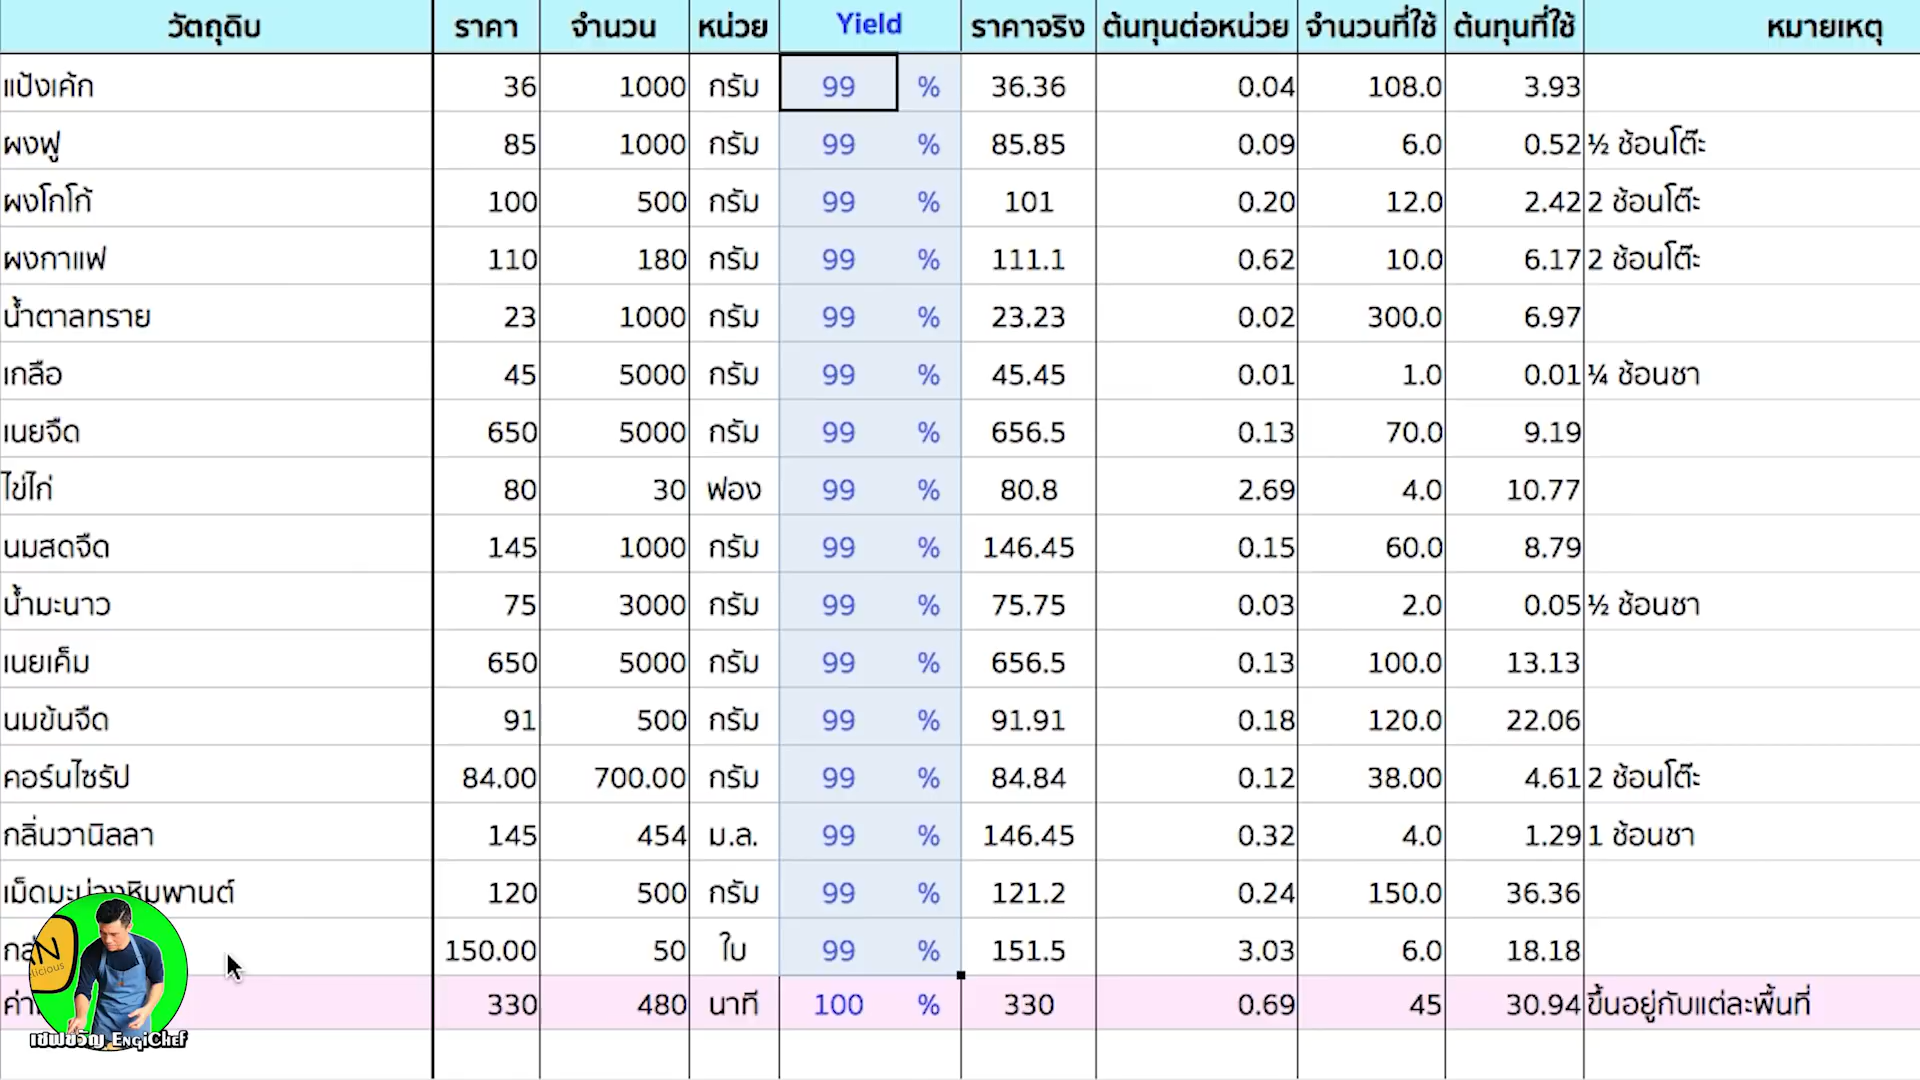 วัตถุดิบ ราคา จำนวน หน่วย Yield ราคาจริง ต้นทุนต่อหน่วย จำนวนที่ใช้ ต้นทุนที่ใช้ หมายเหตุ
แป้งเค้ก 36 1000 กรัม 99 % 36.36 0.04 108.0 3.93
ผงฟู 85 1000 กรัม 99 % 85.85 0.09 6.0 0.52 ½ ช้อนโต๊ะ
ผงโกโก้ 100 500 กรัม 99 % 101 0.20 12.0 2.42 2 ช้อนโต๊ะ
ผงกาแฟ 110 180 กรัม 99 % 111.1 0.62 10.0 6.17 2 ช้อนโต๊ะ
น้ำตาลทราย 23 1000 กรัม 99 % 23.23 0.02 300.0 6.97
เกลือ 45 5000 กรัม 99 % 45.45 0.01 1.0 0.01 ¼ ช้อนชา
เนยจืด 650 5000 กรัม 99 % 656.5 0.13 70.0 9.19
ไข่ไก่ 80 30 ฟอง 99 % 80.8 2.69 4.0 10.77
นมสดจืด 145 1000 กรัม 99 % 146.45 0.15 60.0 8.79
น้ำมะนาว 75 3000 กรัม 99 % 75.75 0.03 2.0 0.05 ½ ช้อนชา
เนยเค็ม 650 5000 กรัม 99 % 656.5 0.13 100.0 13.13
นมข้นจืด 91 500 กรัม 99 % 91.91 0.18 120.0 22.06
คอร์นไซรัป 84.00 700.00 กรัม 99 % 84.84 0.12 38.00 4.61 2 ช้อนโต๊ะ
กลิ่นวานิลลา 145 454 ม.ล. 99 % 146.45 0.32 4.0 1.29 1 ช้อนชา
เม็ดมะม่วงหิมพานต์ 120 500 กรัม 99 % 121.2 0.24 150.0 36.36
150.00 50 ใบ 99 % 151.5 3.03 6.0 18.18
330 480 นาที 100 % 330 0.69 45 30.94 ขึ้นอยู่กับแต่ละพื้นที่
เชฟขวัญ EngiChef